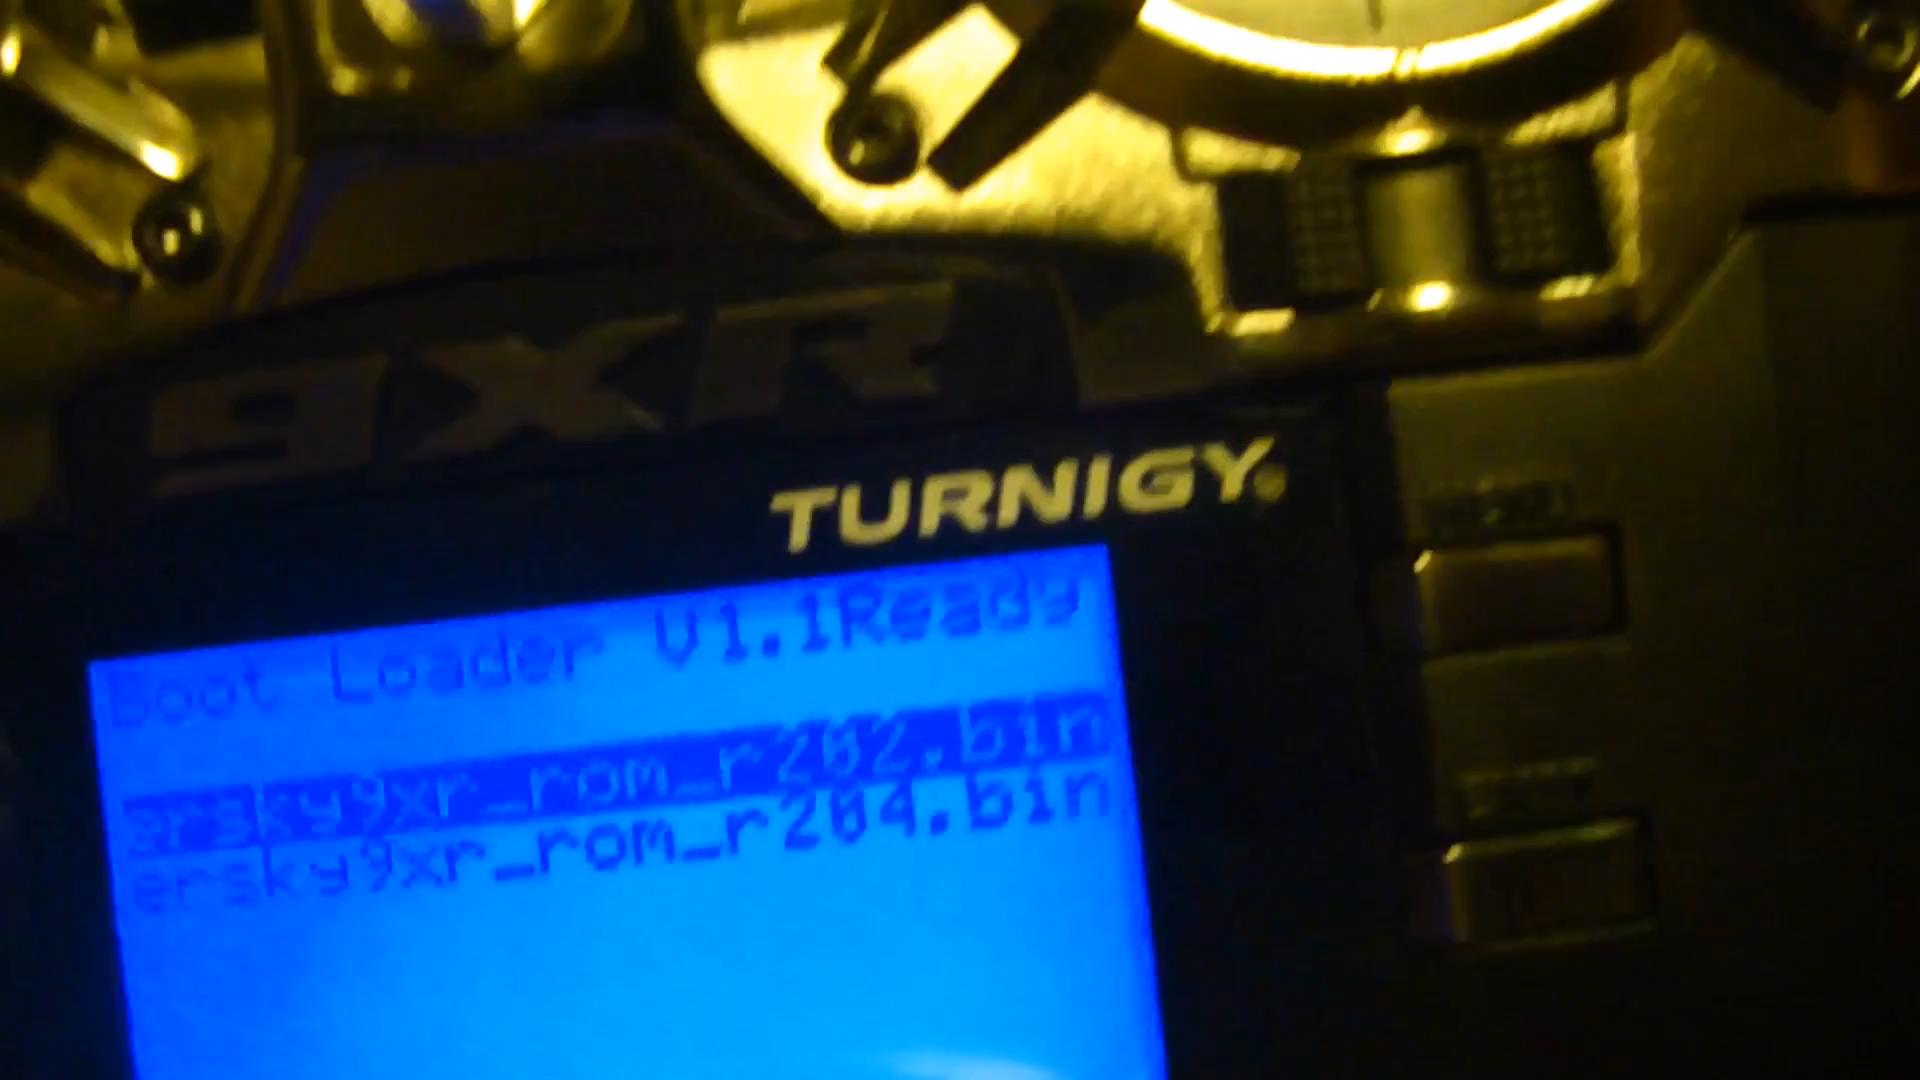 9XR
TURNIGY
Boot Loader V1.1Ready
ersky9xr_rom_r202.bin
ersky9xr_rom_r204.bin